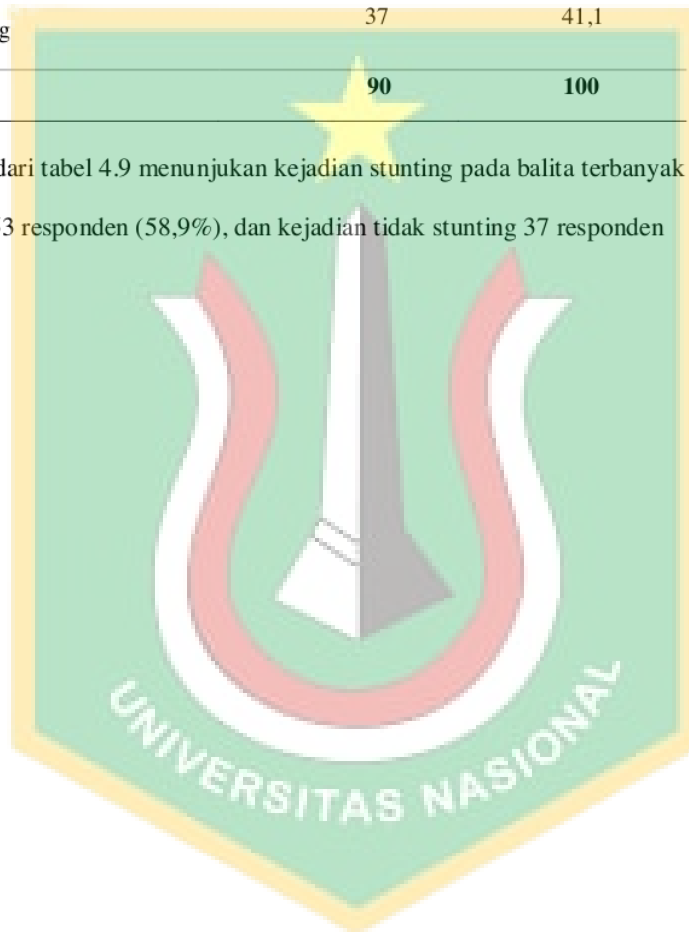 g 37 41,1
90 100
dari tabel 4.9 menunjukan kejadian stunting pada balita terbanyak
3 responden (58,9%), dan kejadian tidak stunting 37 responden
UNIVERSITAS NASIONAL